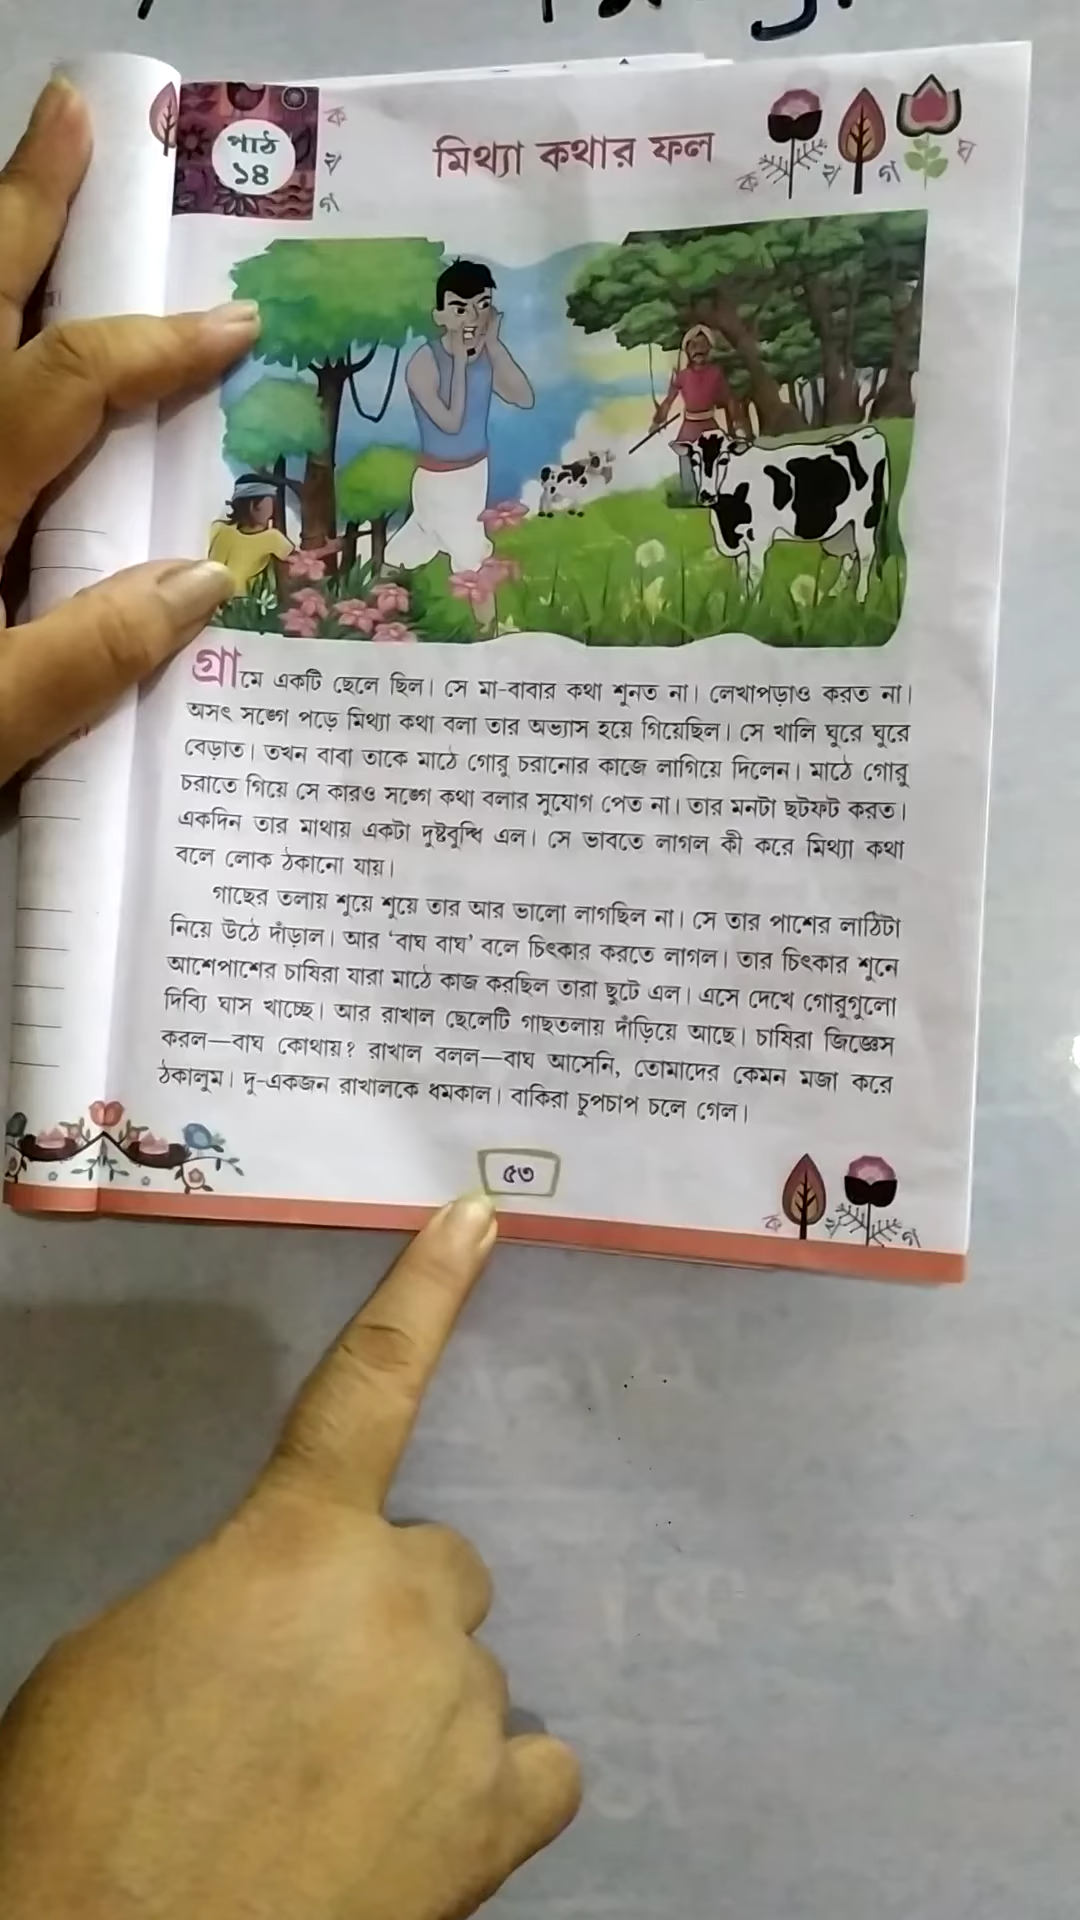 পাঠ
১৪
ক
খ
গ
মিথ্যা কথার ফল
ক
খ
গ
ঘ
গ্রামে একটি ছেলে ছিল। সে মা-বাবার কথা শুনত না। লেখাপড়াও করত না।
অসৎ সঙ্গে পড়ে মিথ্যা কথা বলা তার অভ্যাস হয়ে গিয়েছিল। সে খালি ঘুরে ঘুরে
বেড়াত। তখন বাবা তাকে মাঠে গোরু চরানোর কাজে লাগিয়ে দিলেন। মাঠে গোরু
চরাতে গিয়ে সে কারও সঙ্গে কথা বলার সুযোগ পেত না। তার মনটা ছটফট করত।
একদিন তার মাথায় একটা দুষ্টবুদ্ধি এল। সে ভাবতে লাগল কী করে মিথ্যা কথা
বলে লোক ঠকানো যায়।
গাছের তলায় শুয়ে শুয়ে তার আর ভালো লাগছিল না। সে তার পাশের লাঠিটা
নিয়ে উঠে দাঁড়াল। আর ‘বাঘ বাঘ’ বলে চিৎকার করতে লাগল। তার চিৎকার শুনে
আশেপাশের চাষিরা যারা মাঠে কাজ করছিল তারা ছুটে এল। এসে দেখে গোরুগুলো
দিব্যি ঘাস খাচ্ছে। আর রাখাল ছেলেটি গাছতলায় দাঁড়িয়ে আছে। চাষিরা জিজ্ঞেস
করল—বাঘ কোথায়? রাখাল বলল—বাঘ আসেনি, তোমাদের কেমন মজা করে
ঠকালুম। দু-একজন রাখালকে ধমকাল। বাকিরা চুপচাপ চলে গেল।
৫৩
ক
খ
গ